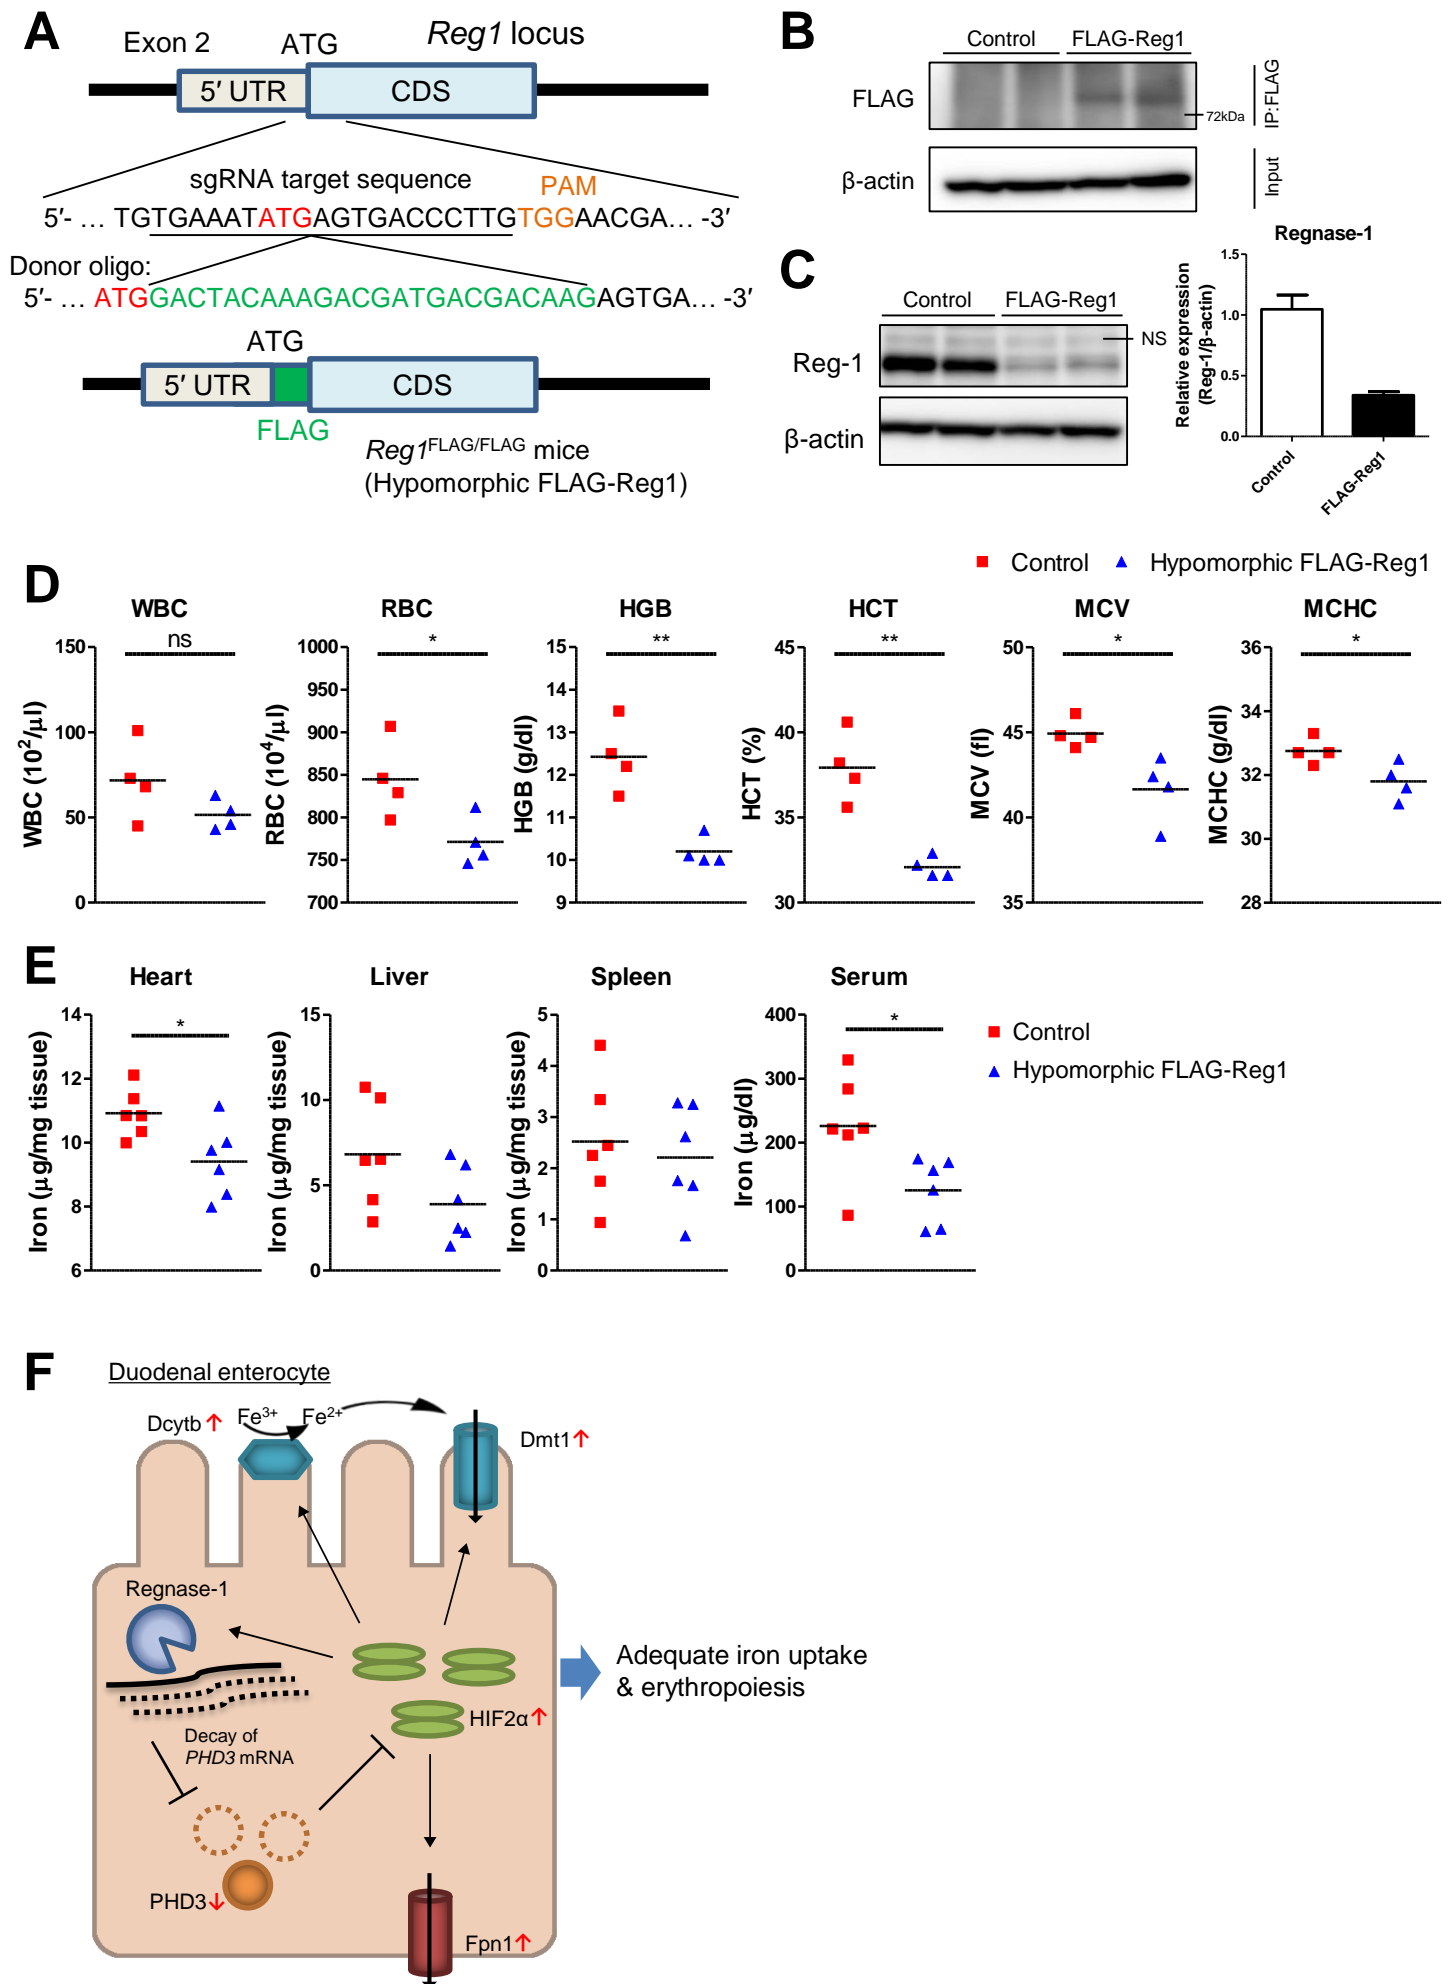 A
Exon 2
ATG
Reg1 locus
5′ UTR
CDS
sgRNA target sequence
PAM
5′- … TGTGAAATATGAGTGACCCTTGTGGAACGA… -3′
Donor oligo:
5′- … ATGGACTACAAAGACGATGACGACAAGAGTGA… -3′
ATG
5′ UTR
CDS
FLAG
Reg1FLAG/FLAG mice
(Hypomorphic FLAG-Reg1)
B
Control
FLAG-Reg1
FLAG
72kDa
IP:FLAG
β-actin
Input
C
Control
FLAG-Reg1
Reg-1
NS
β-actin
Regnase-1
Relative expression
(Reg-1/β-actin)
1.5
1.0
0.5
0.0
Control
FLAG-Reg1
D
Control
Hypomorphic FLAG-Reg1
WBC
ns
WBC (10²/μl)
150
100
50
0
RBC
*
RBC (10⁴/μl)
1000
950
900
850
800
750
700
HGB
**
HGB (g/dl)
15
14
13
12
11
10
9
HCT
**
HCT (%)
45
40
35
30
MCV
*
MCV (fl)
50
45
40
35
MCHC
*
MCHC (g/dl)
36
34
32
30
28
E
Heart
*
Iron (μg/mg tissue)
14
12
10
8
6
Liver
Iron (μg/mg tissue)
15
10
5
0
Spleen
Iron (μg/mg tissue)
5
4
3
2
1
0
Serum
*
Iron (μg/dl)
400
300
200
100
0
Control
Hypomorphic FLAG-Reg1
F
Duodenal enterocyte
Dcytb
Fe³⁺
Fe²⁺
Dmt1
Regnase-1
Adequate iron uptake
& erythropoiesis
HIF2α
Decay of
PHD3 mRNA
PHD3
Fpn1